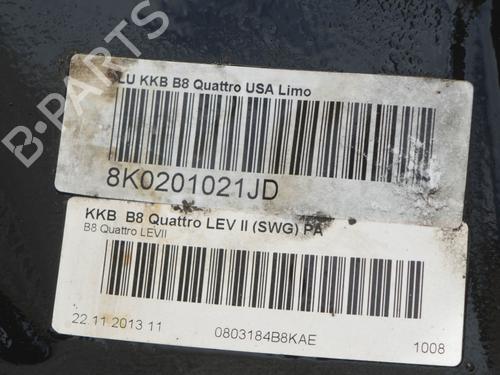 LU KKB B8 Quattro USA Limo
8K0201021JD
KKB B8 Quattro LEV II (SWG) PA
B8 Quattro LEVII
22.11.2013 11 0803184B8KAE 1008
B-PARTS